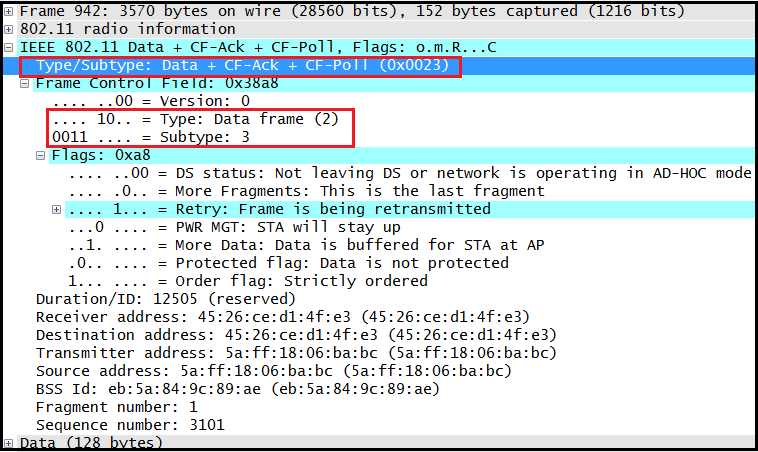 Frame 942: 3570 bytes on wire (28560 bits), 152 bytes captured (1216 bits)
802.11 radio information
IEEE 802.11 Data + CF-Ack + CF-Poll, Flags: o.m.R...C
Type/Subtype: Data + CF-Ack + CF-Poll (0x0023)
Frame Control Field: 0x38a8
.... ..00 = Version: 0
.... 10.. = Type: Data frame (2)
0011 .... = Subtype: 3
Flags: 0xa8
.... ..00 = DS status: Not leaving DS or network is operating in AD-HOC mode
.... .0.. = More Fragments: This is the last fragment
.... 1... = Retry: Frame is being retransmitted
...0 .... = PWR MGT: STA will stay up
..1. .... = More Data: Data is buffered for STA at AP
.0.. .... = Protected flag: Data is not protected
1... .... = Order flag: Strictly ordered
Duration/ID: 12505 (reserved)
Receiver address: 45:26:ce:d1:4f:e3 (45:26:ce:d1:4f:e3)
Destination address: 45:26:ce:d1:4f:e3 (45:26:ce:d1:4f:e3)
Transmitter address: 5a:ff:18:06:ba:bc (5a:ff:18:06:ba:bc)
Source address: 5a:ff:18:06:ba:bc (5a:ff:18:06:ba:bc)
BSS Id: eb:5a:84:9c:89:ae (eb:5a:84:9c:89:ae)
Fragment number: 1
Sequence number: 3101
Data (128 bytes)